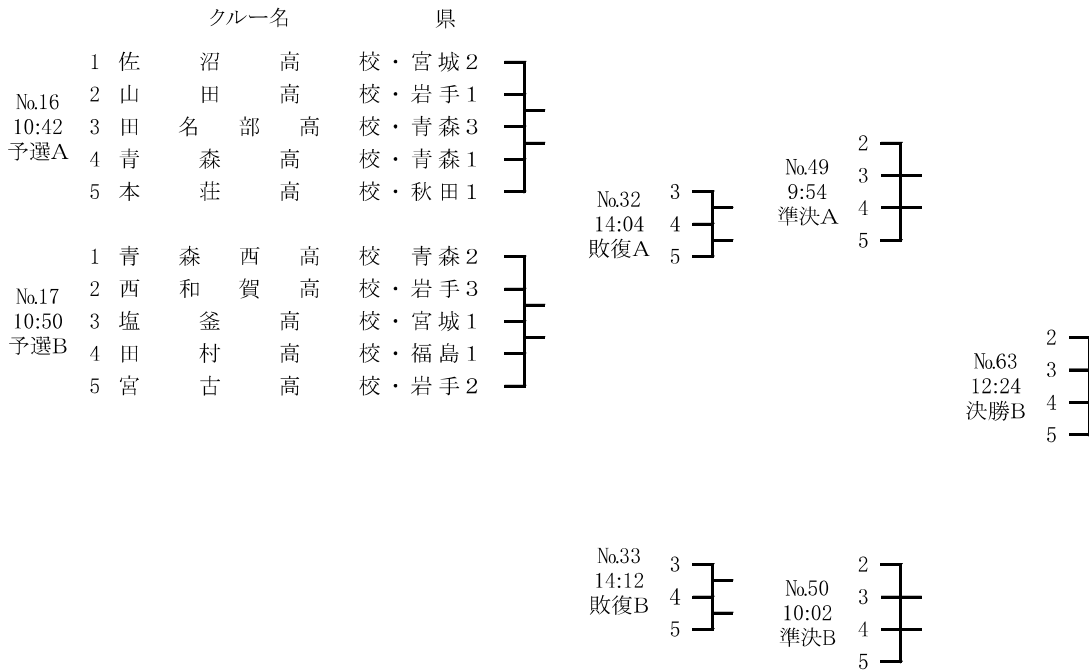 クルー名 県
No.16
10:42
予選A
1 佐沼高校・宮城2
2 山田高校・岩手1
3 田名部高校・青森3
4 青森高校・青森1
5 本荘高校・秋田1
No.17
10:50
予選B
1 青森西高校 青森2
2 西和賀高校・岩手3
3 塩釜高校・宮城1
4 田村高校・福島1
5 宮古高校・岩手2
No.32
14:04
敗復A
3
4
5
No.33
14:12
敗復B
3
4
5
No.49
9:54
準決A
2
3
4
5
No.50
10:02
準決B
2
3
4
5
No.63
12:24
決勝B
2
3
4
5